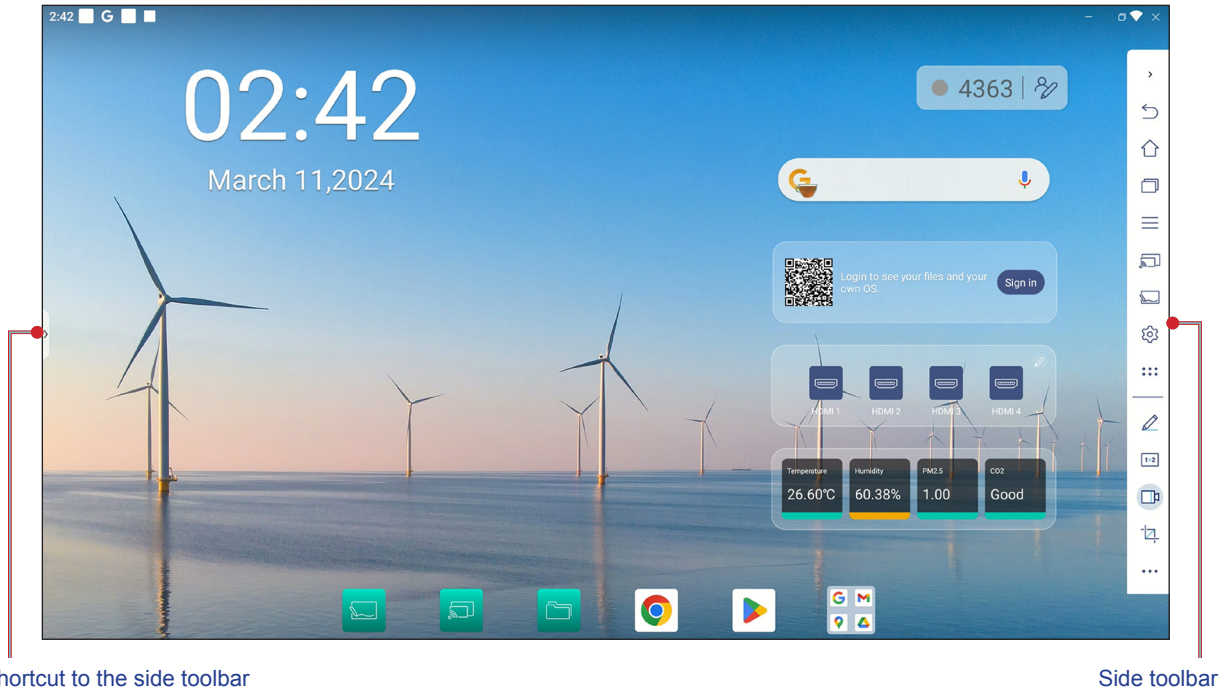 2:42 G
02:42
March 11,2024
4363
Login to see your files and your
own OS.
Sign in
HDMI 1 HDMI 2 HDMI 3 HDMI 4
Temperature Humidity PM2.5 CO2
26.60℃ 60.38% 1.00 Good
1+2
hortcut to the side toolbar
Side toolbar